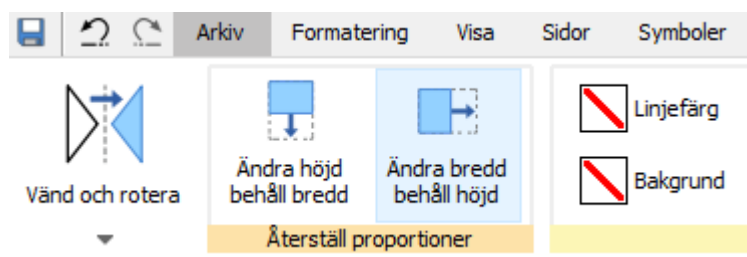 Arkiv Formatering Visa Sidor Symboler
Vänd och rotera
Ändra höjd
behåll bredd
Ändra bredd
behåll höjd
Återställ proportioner
Linjefärg
Bakgrund